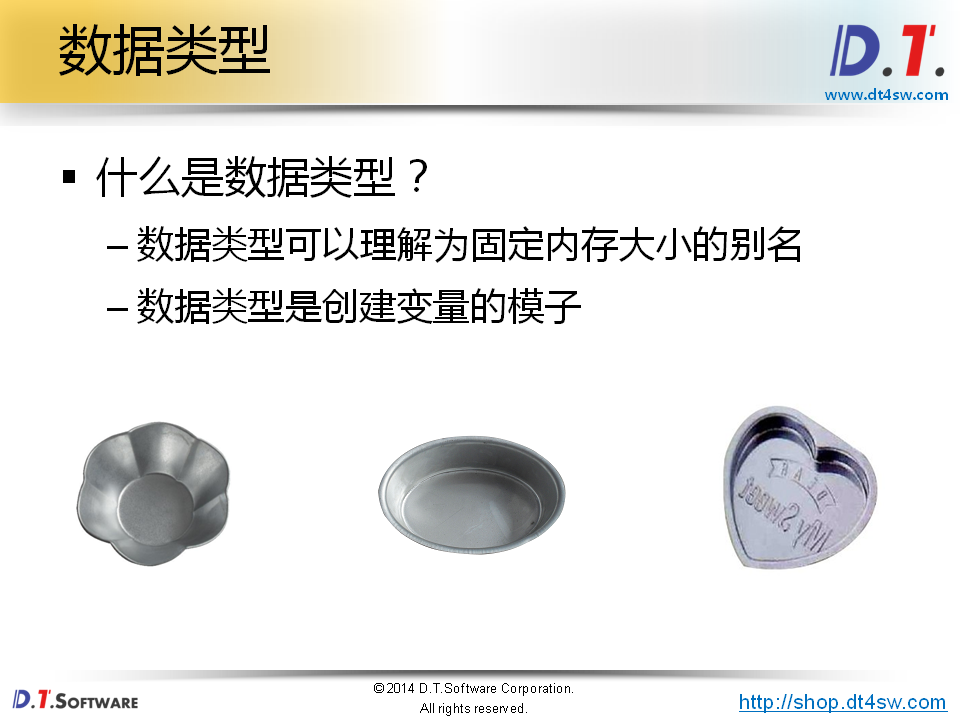 数据类型
D.T.
www.dt4sw.com
▪ 什么是数据类型？
– 数据类型可以理解为固定内存大小的别名
– 数据类型是创建变量的模子
DEAR
My Sweet
D.T.SOFTWARE
©2014 D.T.Software Corporation.
All rights reserved.
http://shop.dt4sw.com